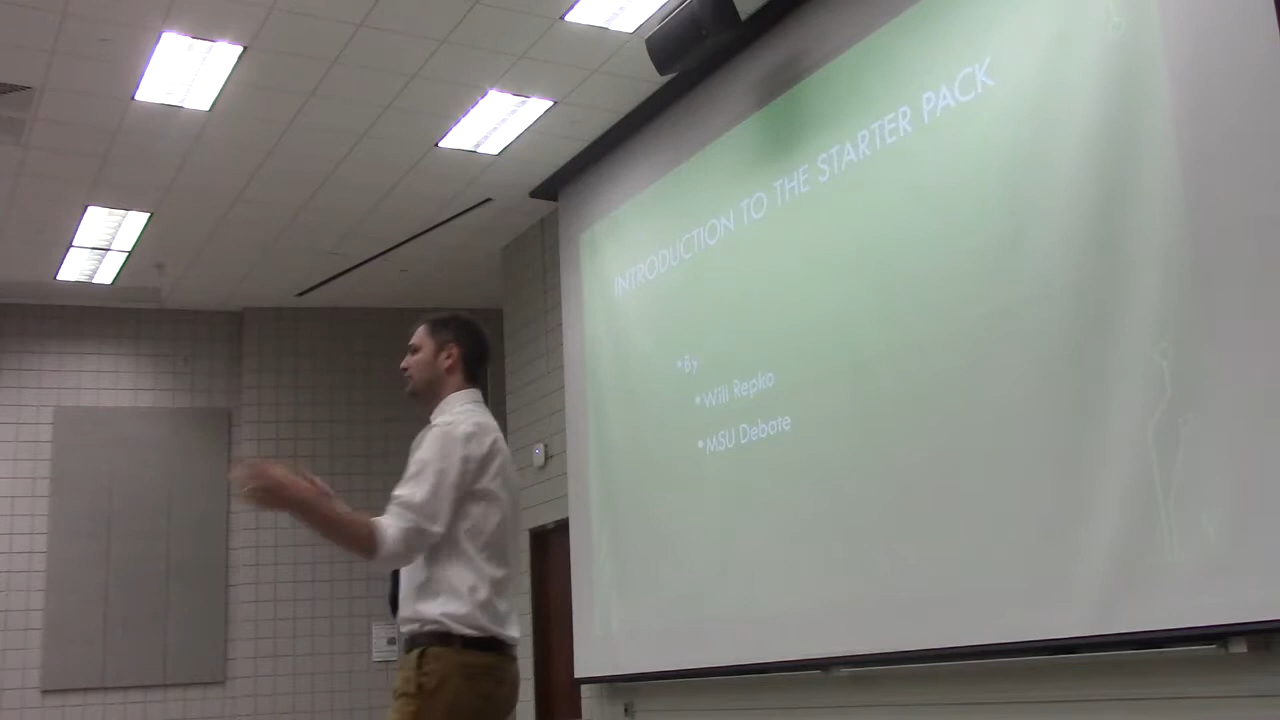 INTRODUCTION TO THE STARTER PACK
• By
• Will Repko
• MSU Debate